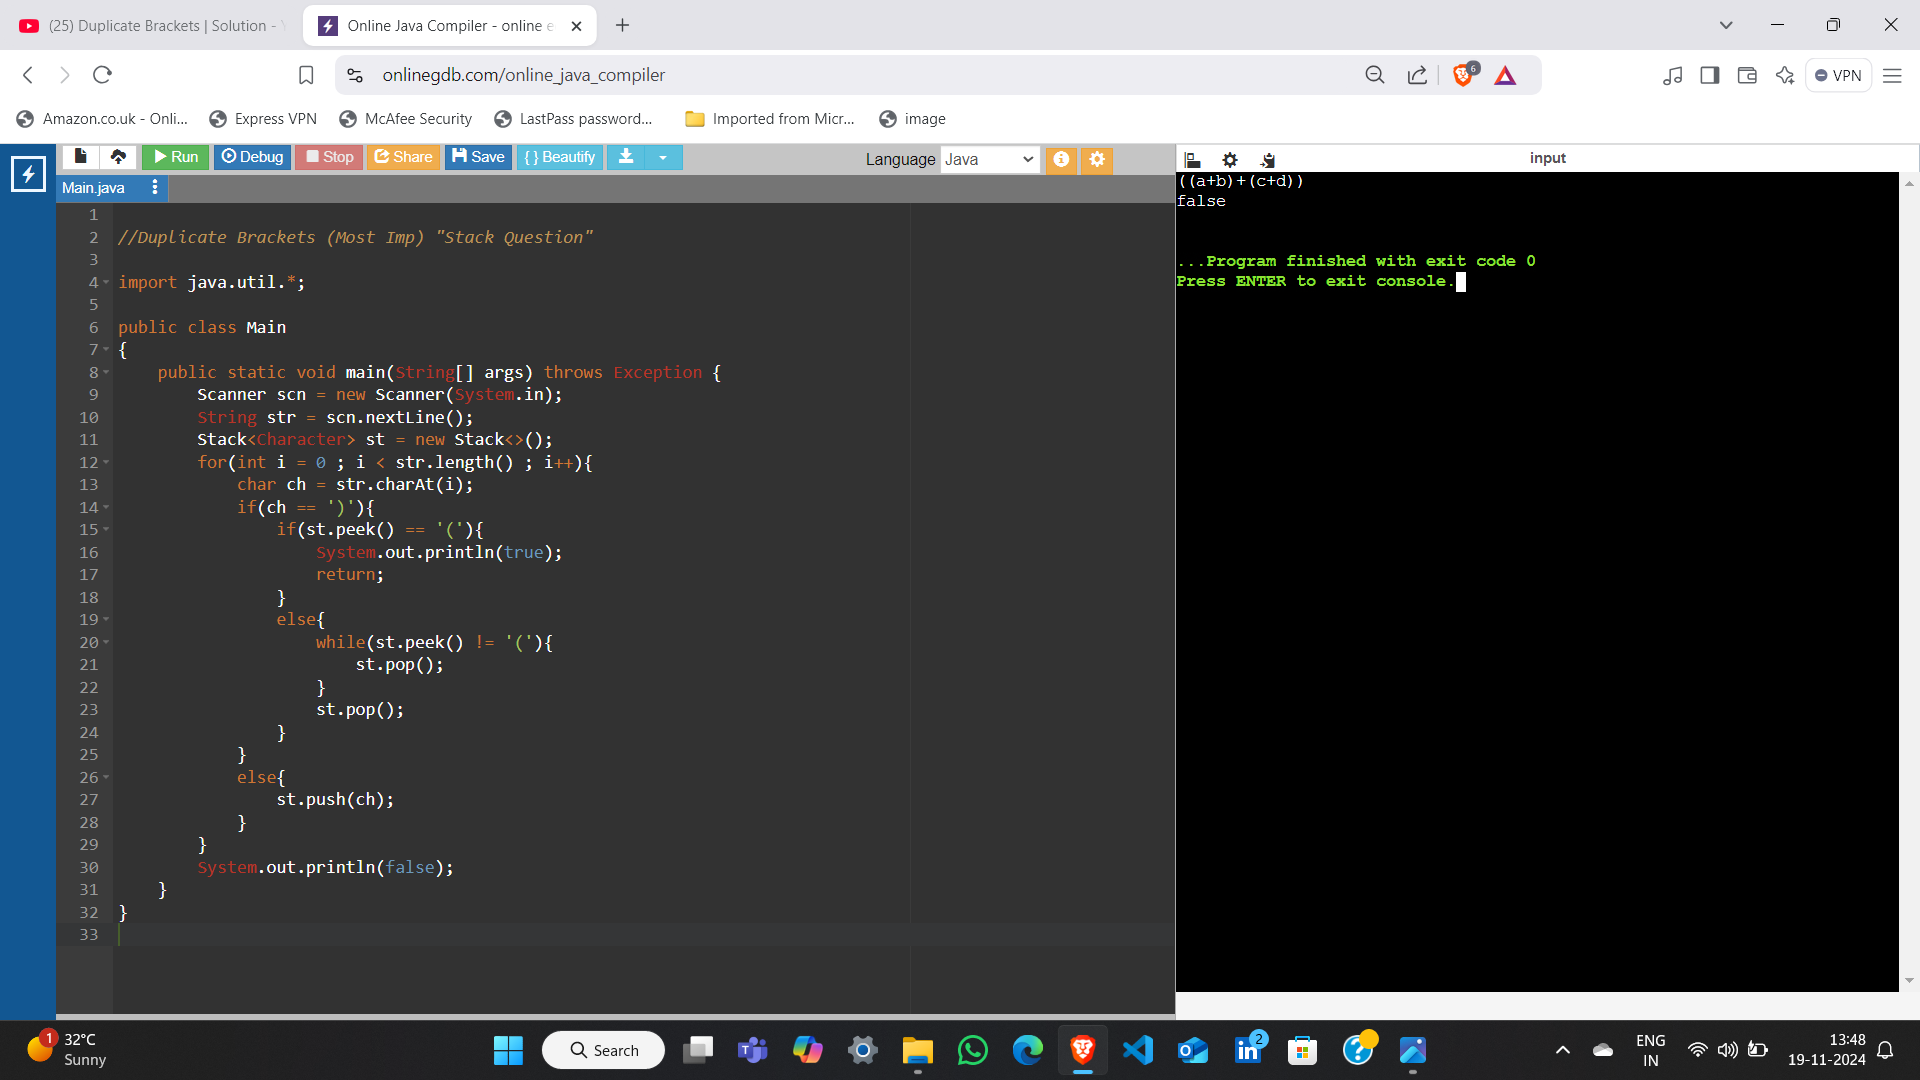 (25) Duplicate Brackets | Solution -
Online Java Compiler - online e
onlinegdb.com/online_java_compiler
6
VPN
Amazon.co.uk - Onli...
Express VPN
McAfee Security
LastPass password...
Imported from Micr...
image
Run
Debug
Stop
Share
Save
{ } Beautify
Language
Java
input
Main.java
1
2 //Duplicate Brackets (Most Imp) "Stack Question"
3
4 import java.util.*;
5
6 public class Main
7 {
8     public static void main(String[] args) throws Exception {
9         Scanner scn = new Scanner(System.in);
10         String str = scn.nextLine();
11         Stack<Character> st = new Stack<>();
12         for(int i = 0 ; i < str.length() ; i++){
13             char ch = str.charAt(i);
14             if(ch == ')'){
15                 if(st.peek() == '('){
16                     System.out.println(true);
17                     return;
18                 }
19                 else{
20                     while(st.peek() != '('){
21                         st.pop();
22                     }
23                     st.pop();
24                 }
25             }
26             else{
27                 st.push(ch);
28             }
29         }
30         System.out.println(false);
31     }
32 }
33
((a+b)+(c+d))
false
...Program finished with exit code 0
Press ENTER to exit console.
1
32°C
Sunny
Search
2
ENG
IN
13:48
19-11-2024